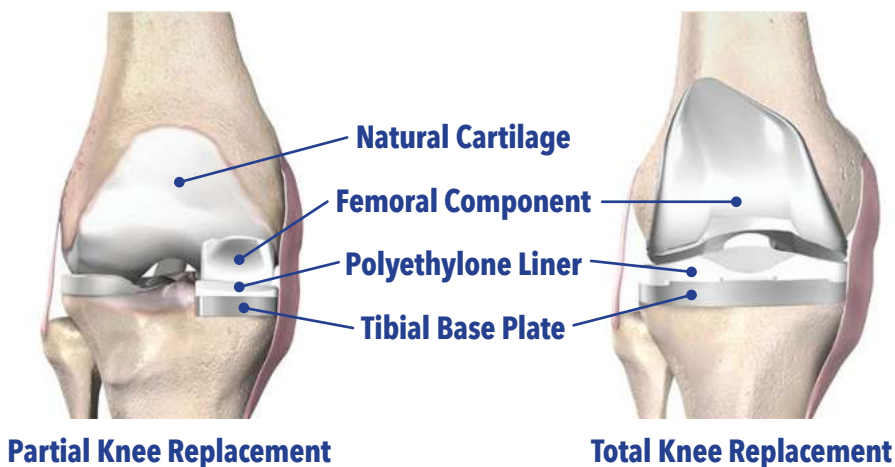 Natural Cartilage
Femoral Component
Polyethylone Liner
Tibial Base Plate
Partial Knee Replacement
Total Knee Replacement